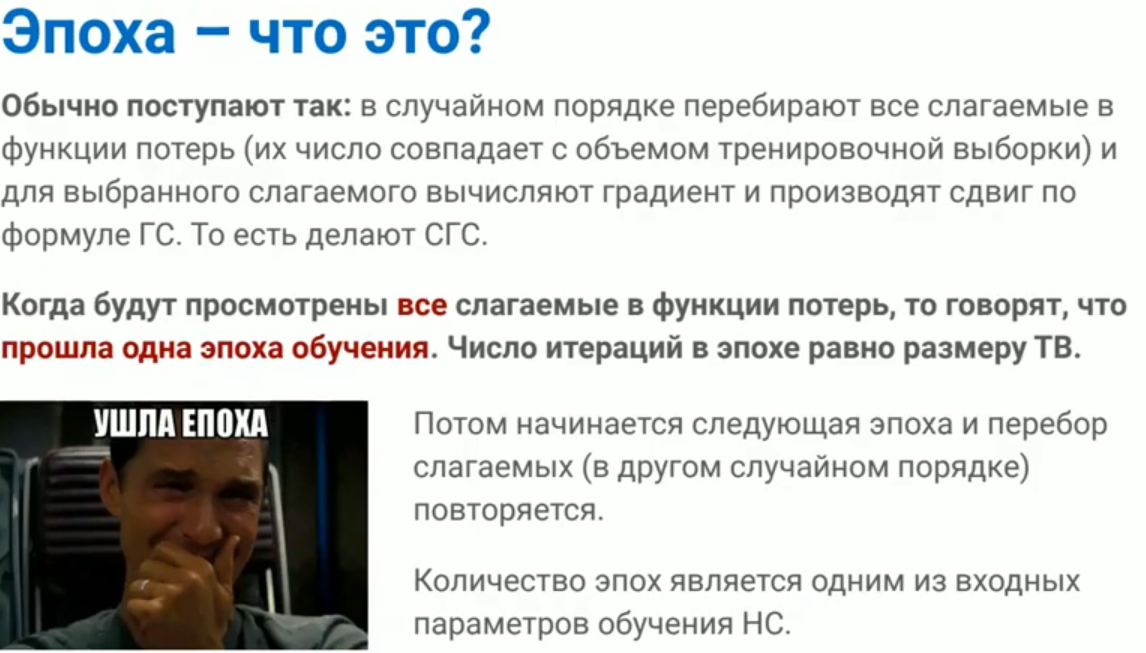 Эпоха – что это?
Обычно поступают так: в случайном порядке перебирают все слагаемые в
функции потерь (их число совпадает с объемом тренировочной выборки) и
для выбранного слагаемого вычисляют градиент и производят сдвиг по
формуле ГС. То есть делают СГС.
Когда будут просмотрены все слагаемые в функции потерь, то говорят, что
прошла одна эпоха обучения. Число итераций в эпохе равно размеру ТВ.
УШЛА ЕПОХА
Потом начинается следующая эпоха и перебор
слагаемых (в другом случайном порядке)
повторяется.
Количество эпох является одним из входных
параметров обучения НС.